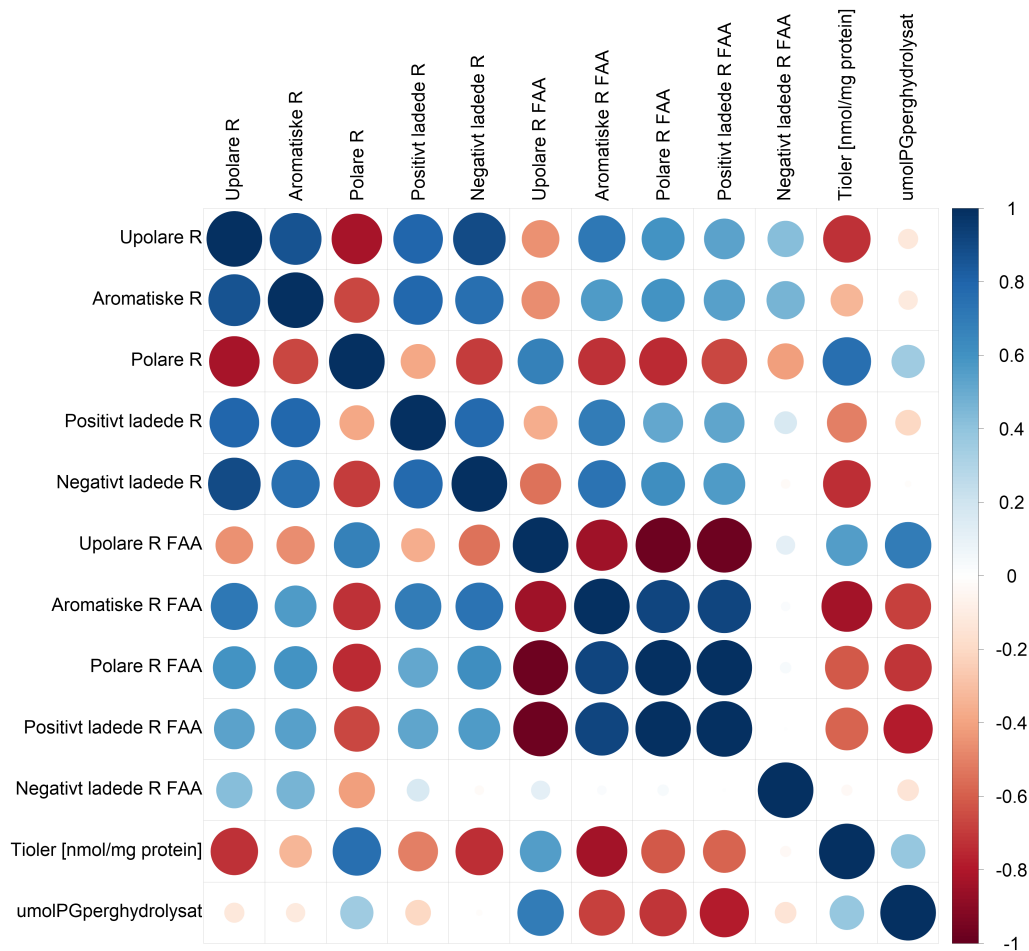 Upolare R
Aromatiske R
Polare R
Positivt ladede R
Negativt ladede R
Upolare R FAA
Aromatiske R FAA
Polare R FAA
Positivt ladede R FAA
Negativt ladede R FAA
Tioler [nmol/mg protein]
umolPGperghydrolysat
Upolare R
Aromatiske R
Polare R
Positivt ladede R
Negativt ladede R
Upolare R FAA
Aromatiske R FAA
Polare R FAA
Positivt ladede R FAA
Negativt ladede R FAA
Tioler [nmol/mg protein]
umolPGperghydrolysat
1
0.8
0.6
0.4
0.2
0
-0.2
-0.4
-0.6
-0.8
-1